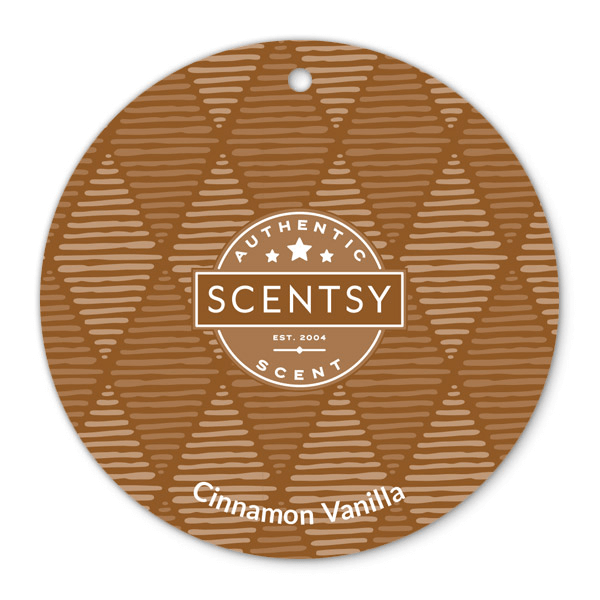 AUTHENTIC
SCENTSY
EST. 2004
SCENT
Cinnamon Vanilla